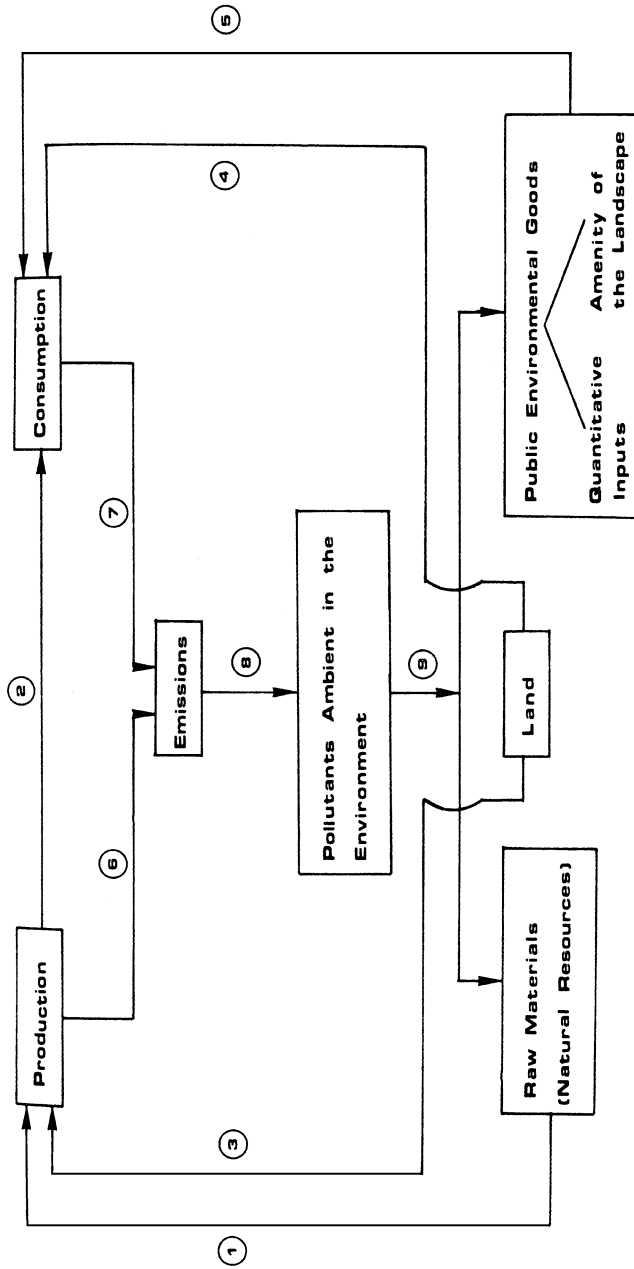 Production
Consumption
Emissions
Pollutants Ambient in the
Environment
Raw Materials
(Natural Resources)
Land
Public Environmental Goods
Quantitative Amenity of
Inputs the Landscape
1
2
3
4
5
6
7
8
9